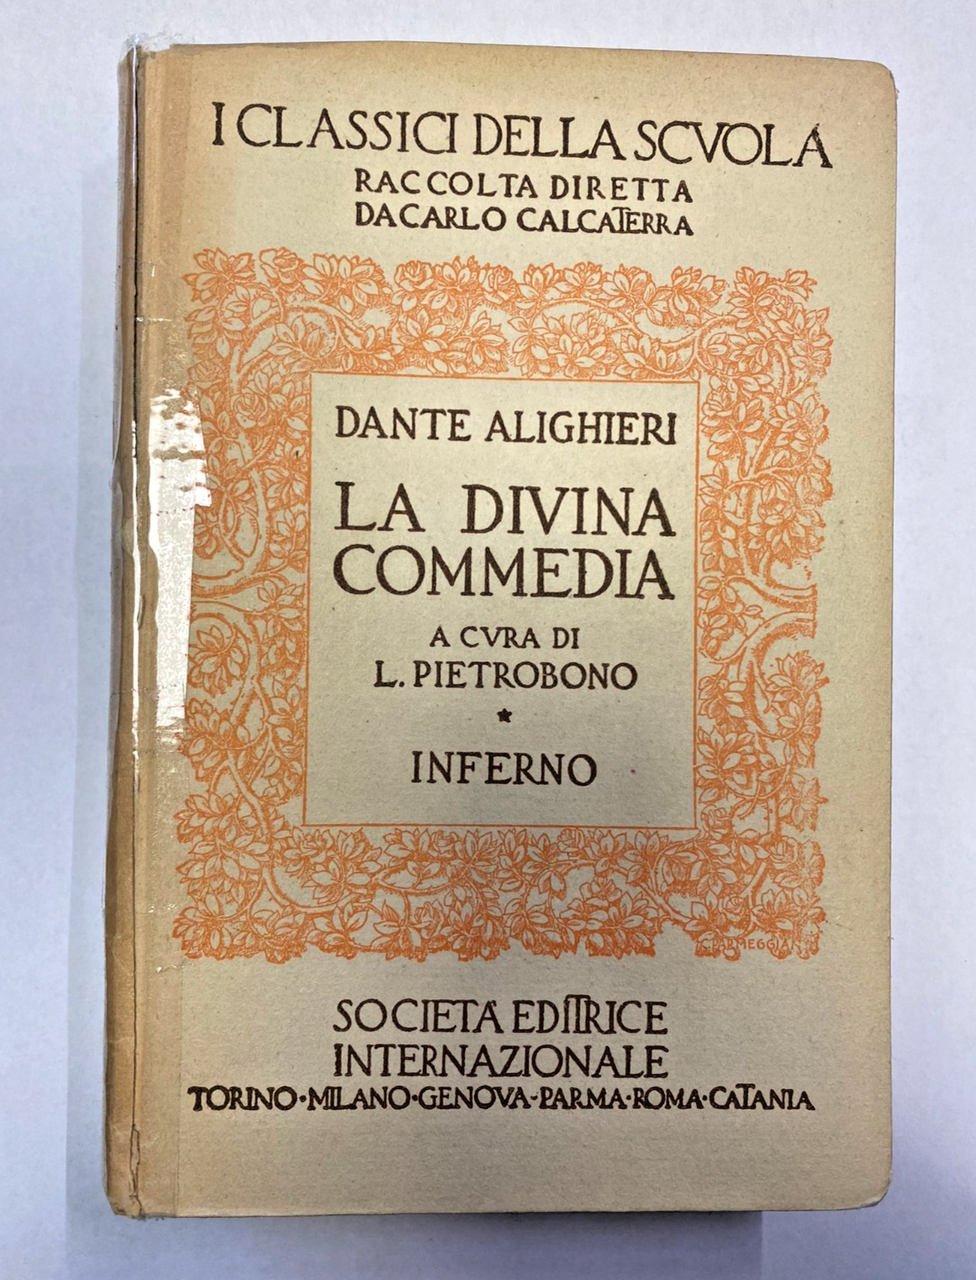 I CLASSICI DELLA SCVOLA
RACCOLTA DIRETTA
DA CARLO CALCATERRA
DANTE ALIGHIERI
LA DIVINA
COMMEDIA
A CVRA DI
L. PIETROBONO
★
INFERNO
C. PARMEGGIANI
SOCIETÀ EDITRICE
INTERNAZIONALE
TORINO·MILANO·GENOVA-PARMA·ROMA·CATANIA